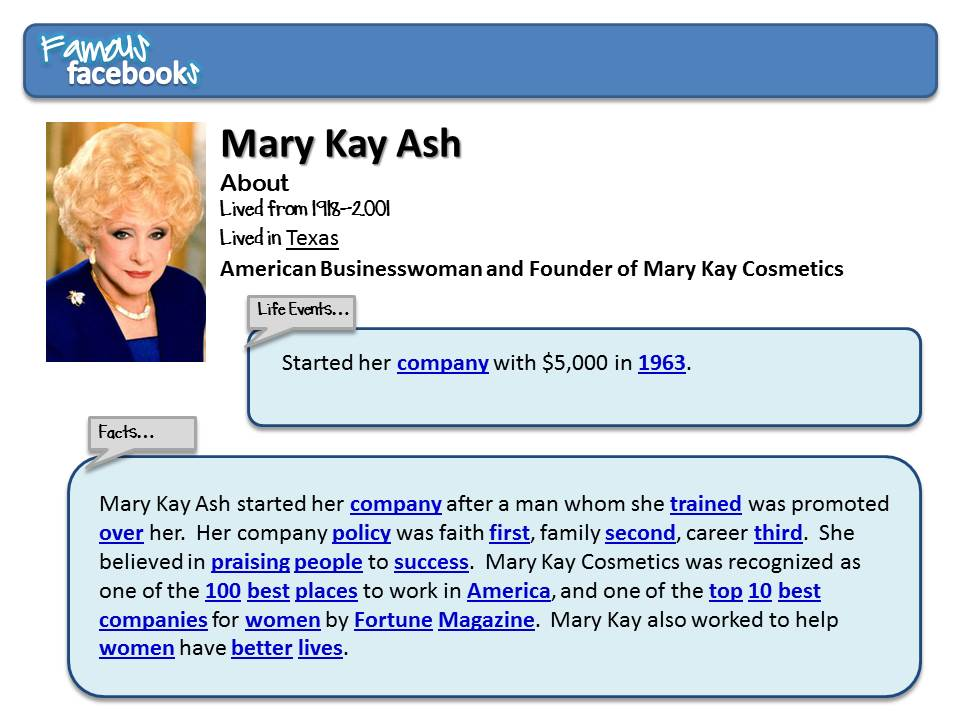 Famous
facebooks
Mary Kay Ash
About
Lived from 1918--2001
Lived in Texas
American Businesswoman and Founder of Mary Kay Cosmetics
Life Events...
Started her company with $5,000 in 1963.
Facts...
Mary Kay Ash started her company after a man whom she trained was promoted
over her.  Her company policy was faith first, family second, career third.  She
believed in praising people to success.  Mary Kay Cosmetics was recognized as
one of the 100 best places to work in America, and one of the top 10 best
companies for women by Fortune Magazine.  Mary Kay also worked to help
women have better lives.